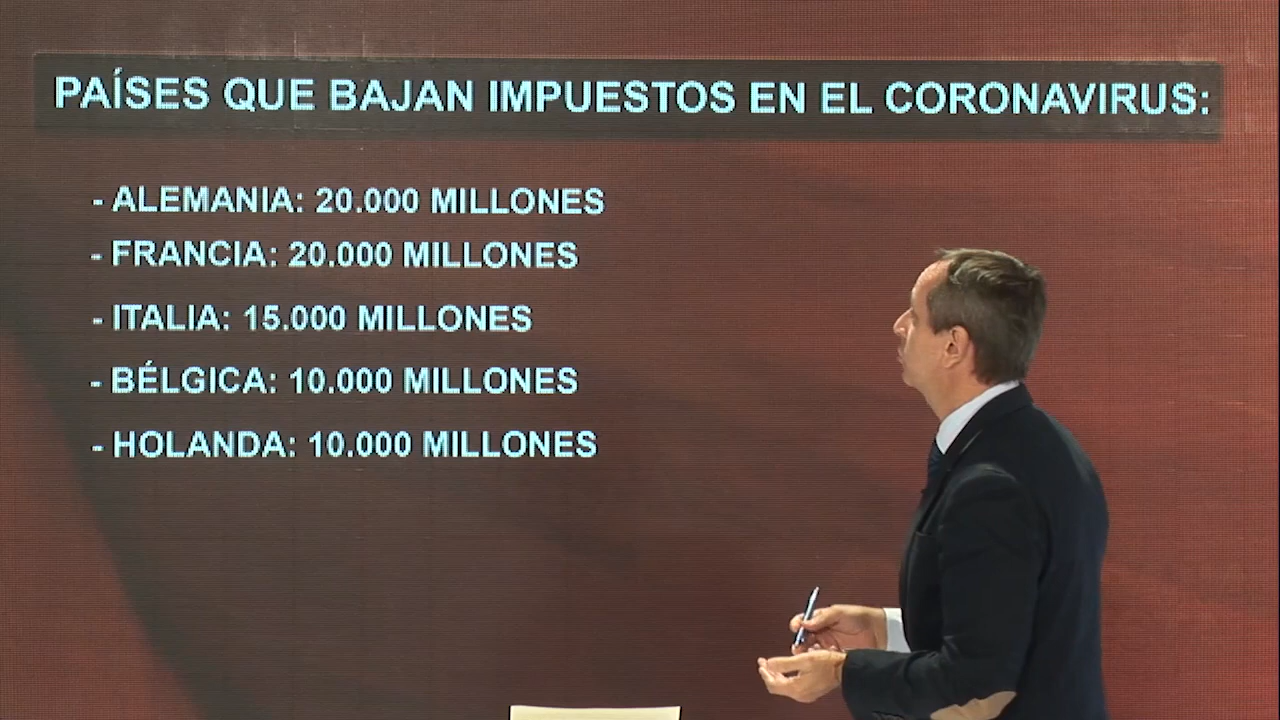 PAÍSES QUE BAJAN IMPUESTOS EN EL CORONAVIRUS:
- ALEMANIA: 20.000 MILLONES
- FRANCIA: 20.000 MILLONES
- ITALIA: 15.000 MILLONES
- BÉLGICA: 10.000 MILLONES
- HOLANDA: 10.000 MILLONES